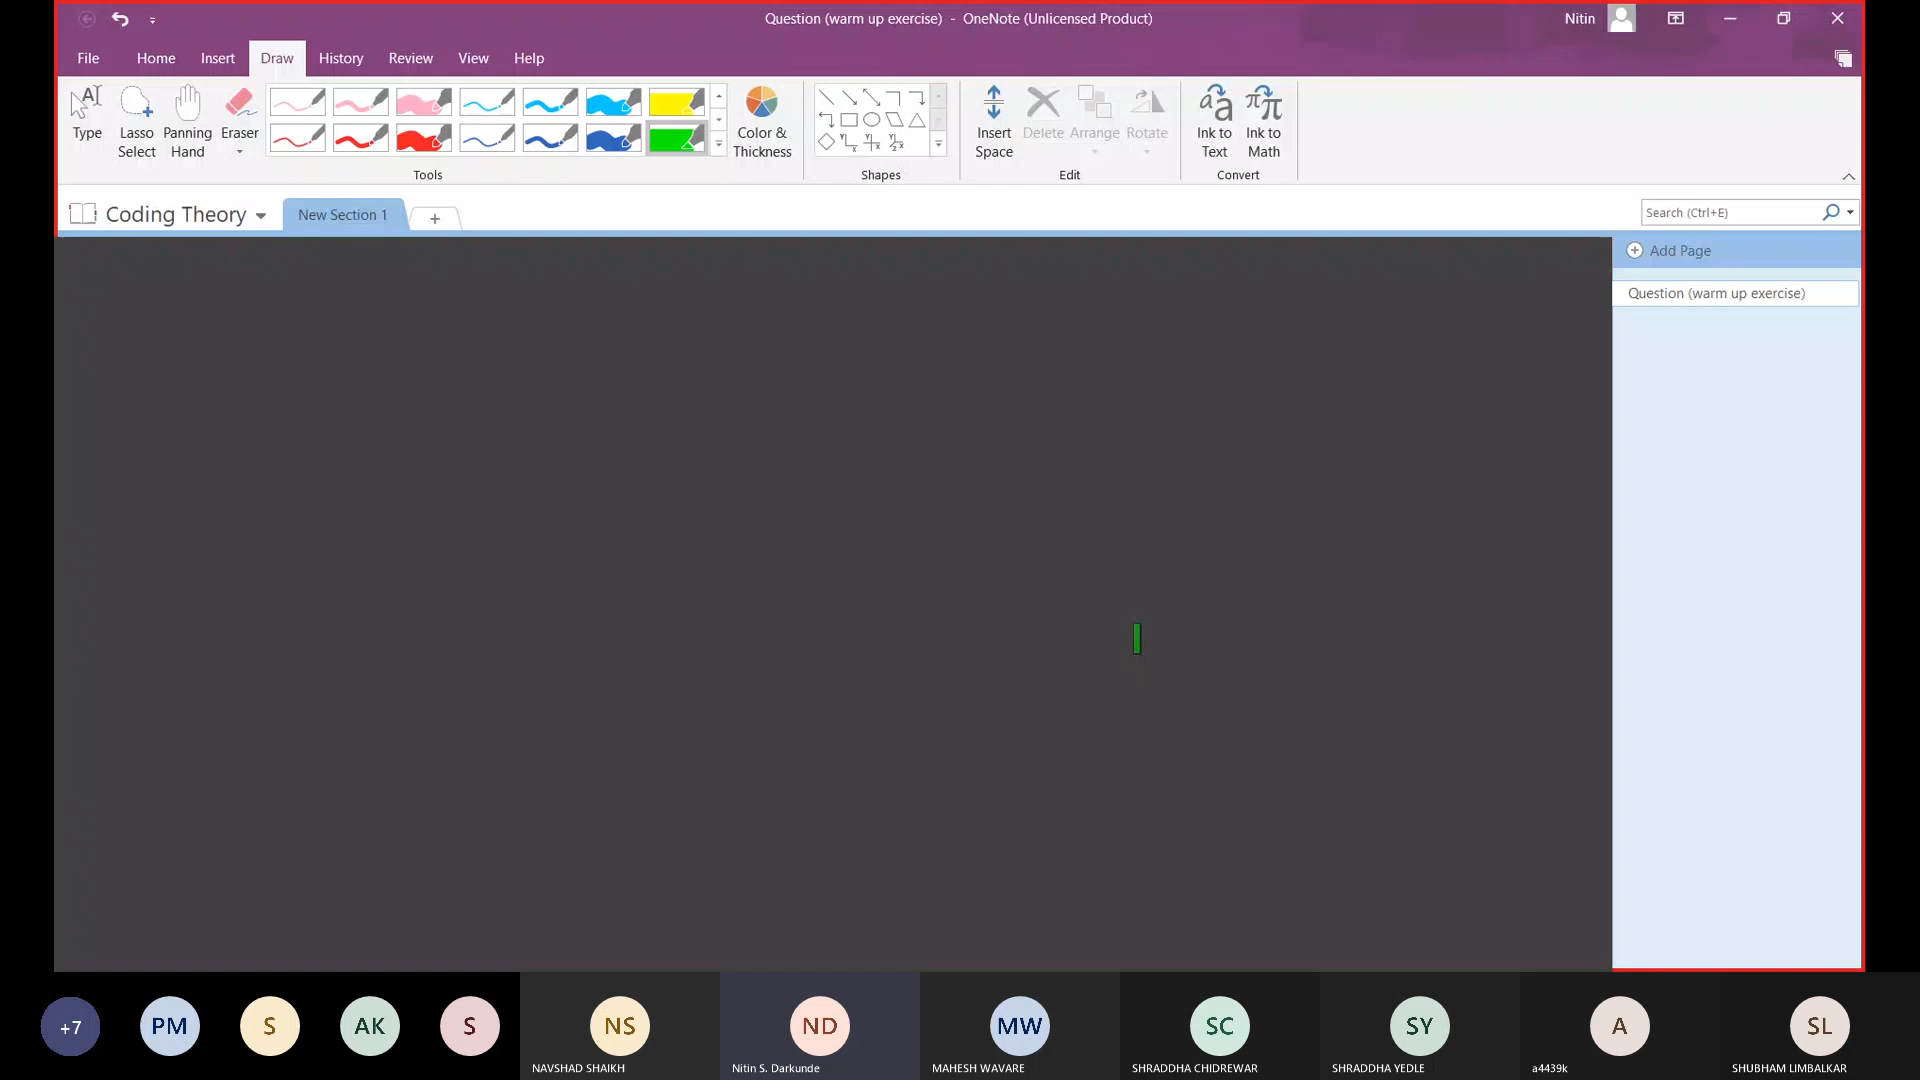 Question (warm up exercise) - OneNote (Unlicensed Product)
Nitin
File Home Insert Draw History Review View Help
Type
Lasso Select
Panning Hand
Eraser
Color & Thickness
Insert Space
Delete
Arrange
Rotate
Ink to Text
Ink to Math
Tools
Shapes
Edit
Convert
Coding Theory
New Section 1
Search (Ctrl+E)
Add Page
Question (warm up exercise)
+7
PM
S
AK
S
NS
ND
MW
SC
SY
A
SL
NAVSHAD SHAIKH
Nitin S. Darkunde
MAHESH WAVARE
SHRADDHA CHIDREWAR
SHRADDHA YEDLE
a4439k
SHUBHAM LIMBALKAR